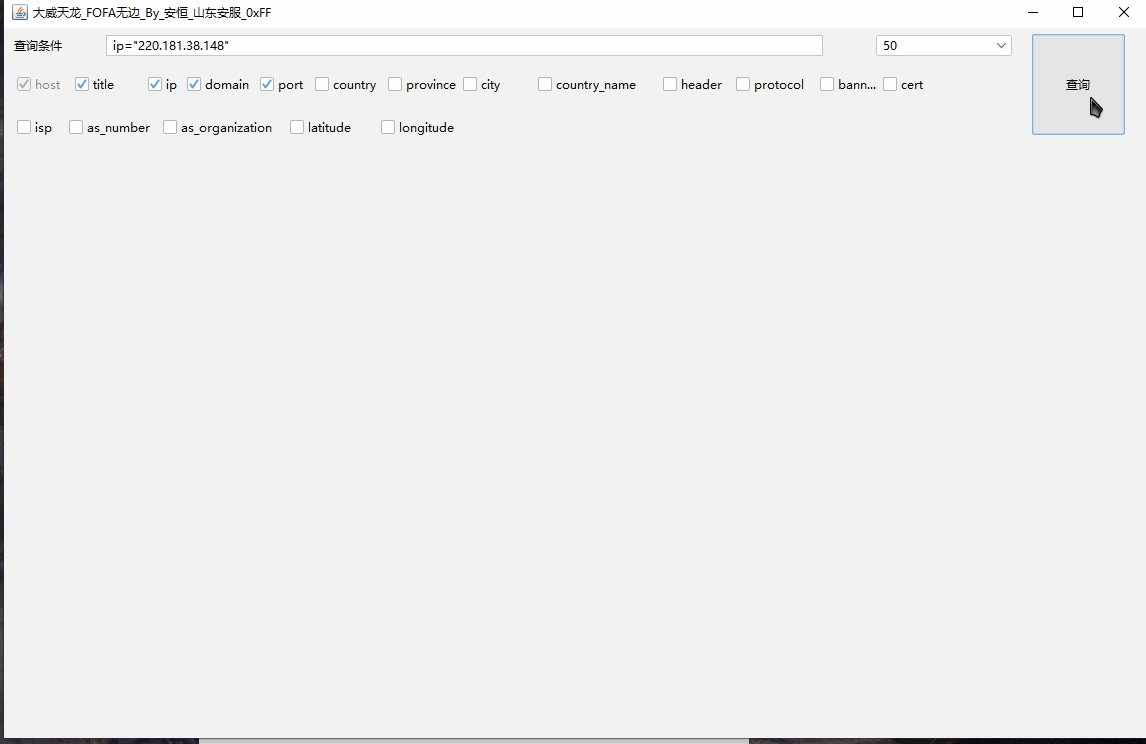 大威天龙_FOFA无边_By_安恒_山东安服_0xFF
查询条件 ip="220.181.38.148" 50 查询
host title ip domain port country province city country_name header protocol bann... cert
isp as_number as_organization latitude longitude